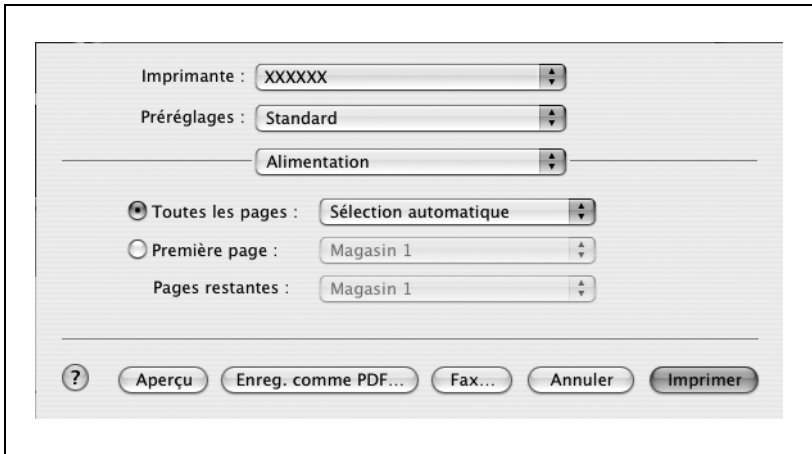 Imprimante : XXXXXX
Préréglages : Standard
Alimentation
Toutes les pages : Sélection automatique
Première page : Magasin 1
Pages restantes : Magasin 1
? Aperçu Enreg. comme PDF... Fax... Annuler Imprimer